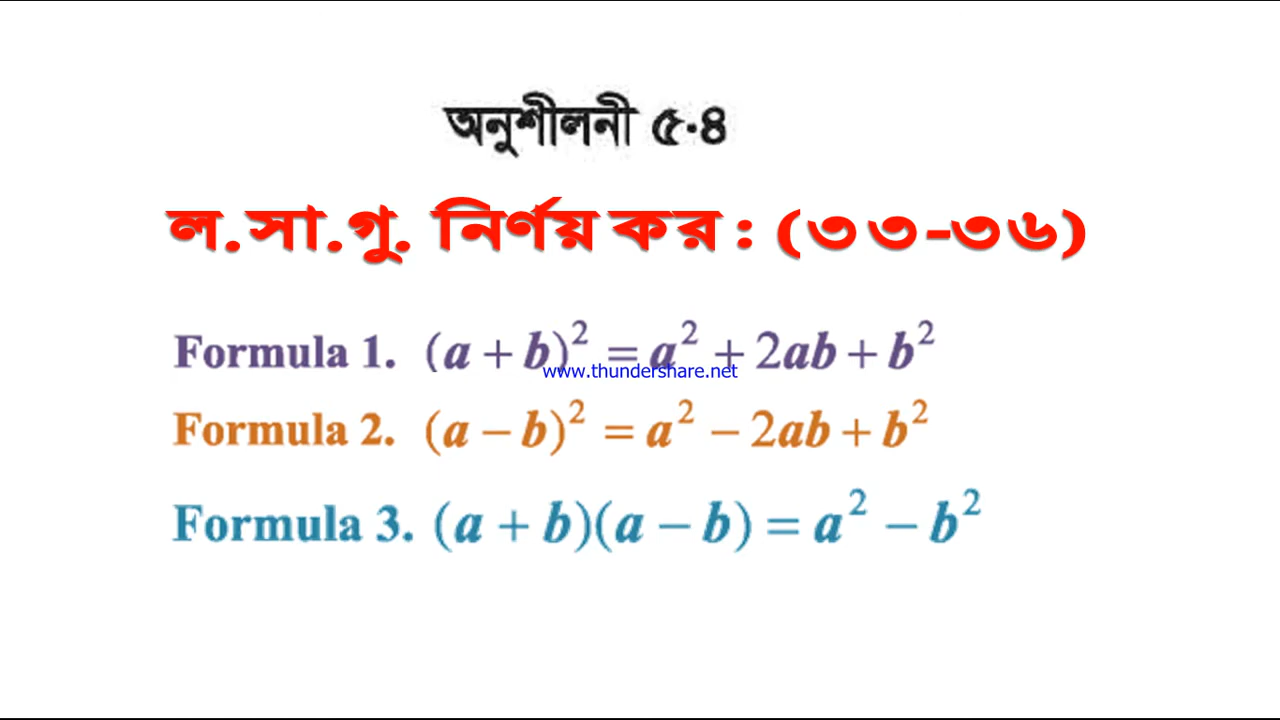 অনুশীলনী ৫·৪
ল.সা.গু. নির্ণয় কর : (৩৩-৩৬)
Formula 1. (a + b)² = a² + 2ab + b²
www.thundershare.net
Formula 2. (a − b)² = a² − 2ab + b²
Formula 3. (a + b)(a − b) = a² − b²